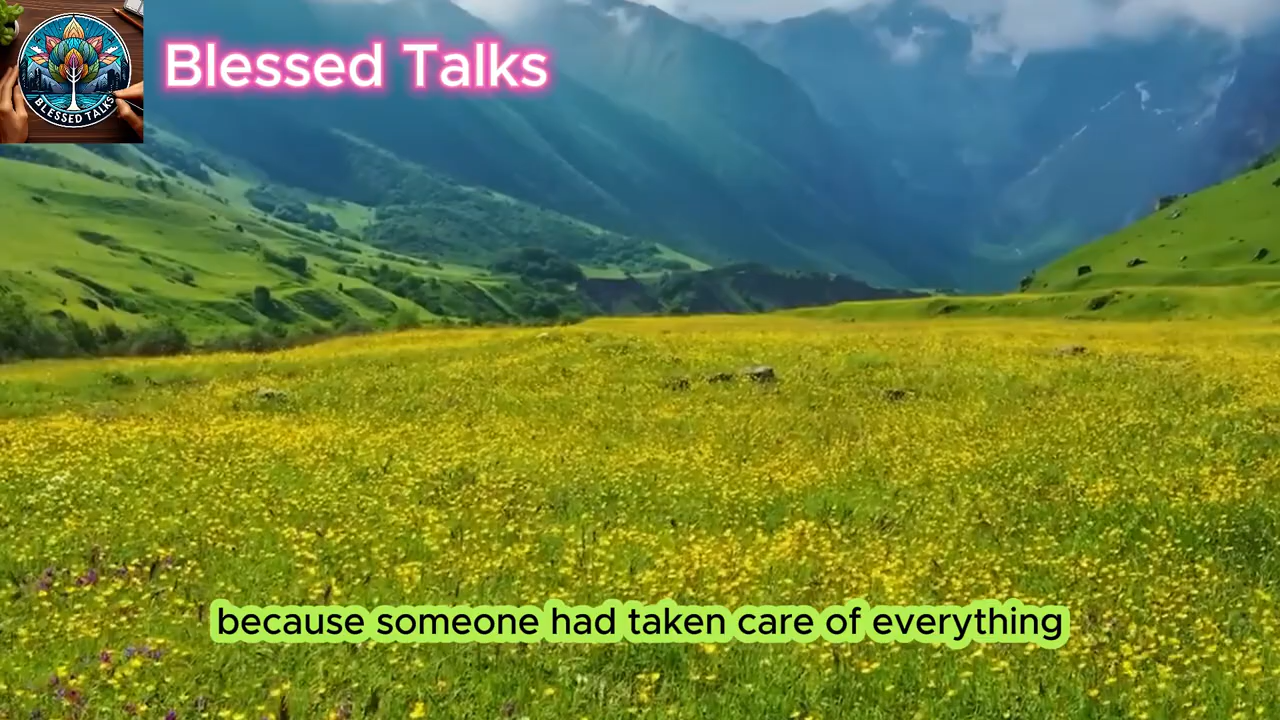 Blessed Talks
BLESSED TALKS
because someone had taken care of everything